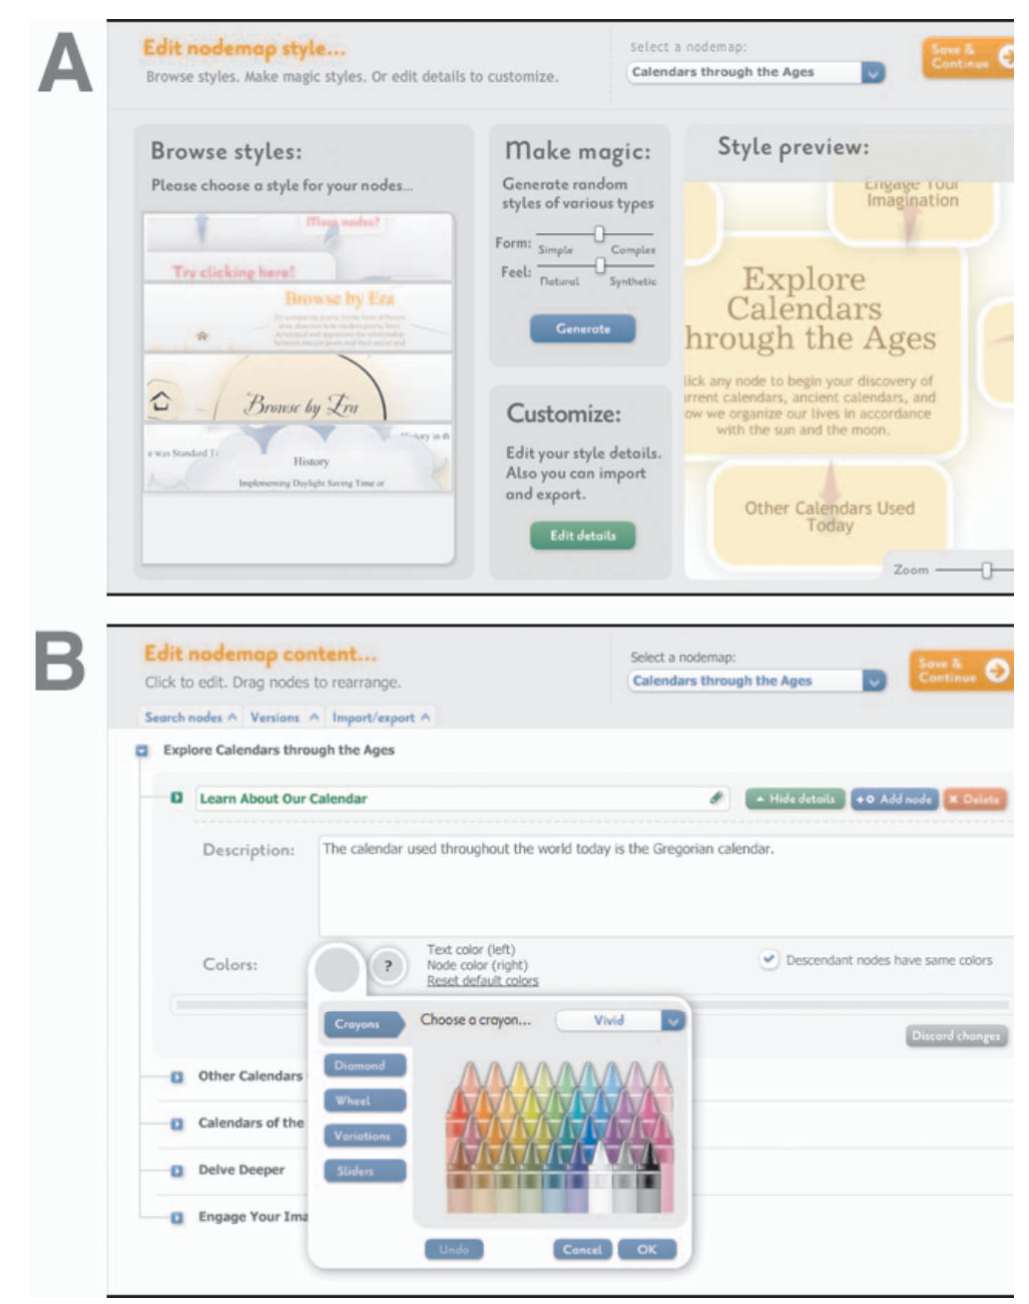 A
Edit nodemap style...
Browse styles. Make magic styles. Or edit details to customize.
Select a nodemap:
Calendars through the Ages
Save &
Continue
Browse styles:
Please choose a style for your nodes...
More nodes?
Try clicking here!
Browse by Era
Browse by Era
History in th
e was Standard Ti
History
Implementing Daylight Saving Time or
Make magic:
Generate random
styles of various types
Form:
Simple
Complex
Feel:
Natural
Synthetic
Generate
Customize:
Edit your style details.
Also you can import
and export.
Edit details
Style preview:
Engage Your
Imagination
Explore
Calendars
hrough the Ages
lick any node to begin your discovery of
urrent calendars, ancient calendars, and
ow we organize our lives in accordance
with the sun and the moon.
Other Calendars Used
Today
Zoom
B
Edit nodemap content...
Click to edit. Drag nodes to rearrange.
Select a nodemap:
Calendars through the Ages
Save &
Continue
Search nodes ^ Versions ^ Import/export ^
Explore Calendars through the Ages
Learn About Our Calendar
Hide details
Add node
Delete
Description:
The calendar used throughout the world today is the Gregorian calendar.
Colors:
?
Text color (left)
Node color (right)
Reset default colors
Descendant nodes have same colors
Crayons
Choose a crayon...
Vivid
Discard changes
Diamond
Wheel
Variations
Sliders
Other Calendars
Calendars of the
Delve Deeper
Engage Your Ima
Undo
Cancel
OK